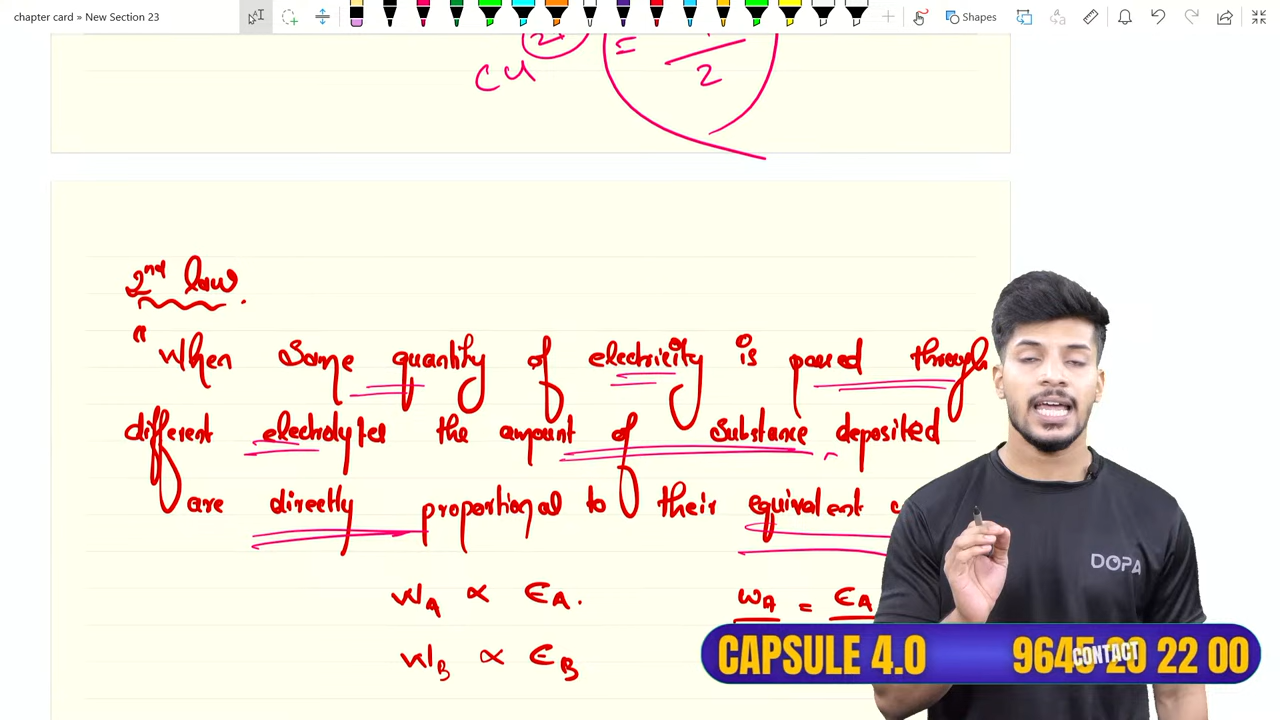 chapter card » New Section 23
Shapes
Cu 2+ =
2
2nd law.
" When Same quantity of electricity is passed through
different electrolytes the amount of Substance deposited
are directly proportional to their equivalent
WA ∝ EA.
WA = EA
WB ∝ EB
DOPA
CAPSULE 4.0 9645 20 22 00
CONTACT